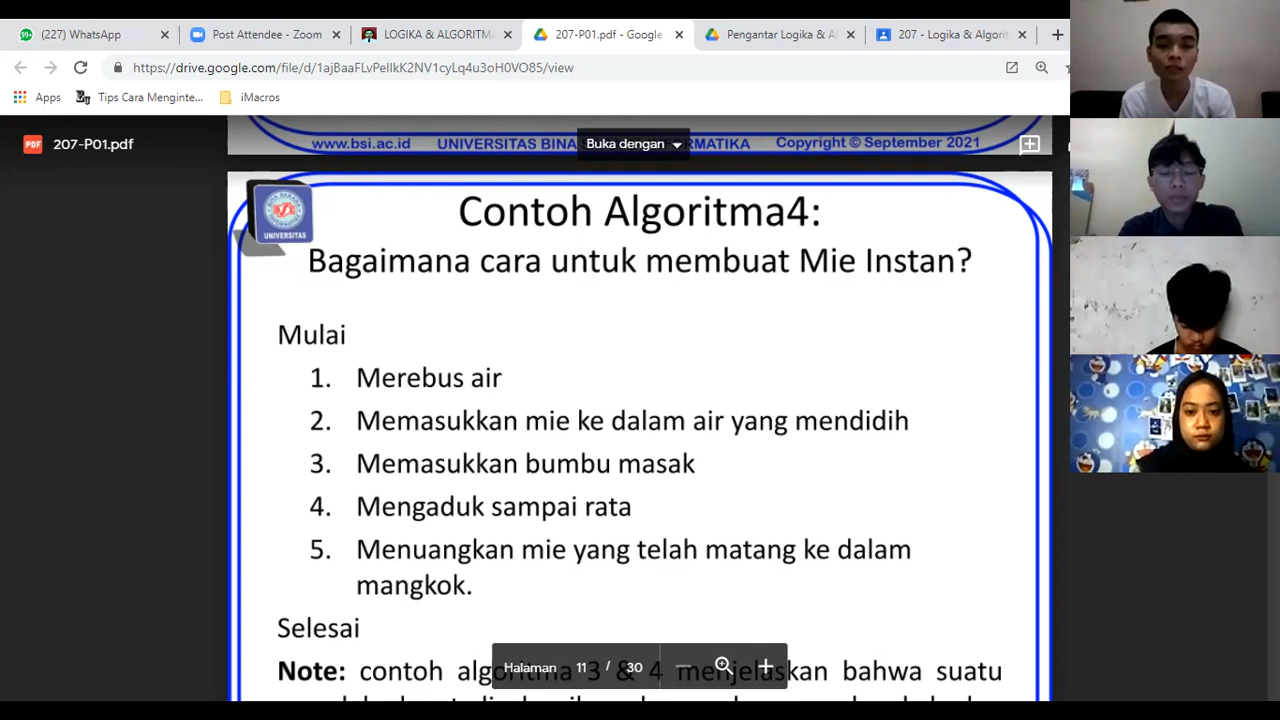 (227) WhatsApp
Post Attendee - Zoom
LOGIKA & ALGORITM
207-P01.pdf - Google
Pengantar Logika & A
207 - Logika & Algorit
https://drive.google.com/file/d/1ajBaaFLvPeIlkK2NV1cyLq4u3oH0VO85/view
Apps
Tips Cara Menginte...
iMacros
PDF
207-P01.pdf
www.bsi.ac.id
UNIVERSITAS BINA
Buka dengan
RMATIKA
Copyright © September 2021
UNIVERSITAS
Contoh Algoritma4:
Bagaimana cara untuk membuat Mie Instan?
Mulai
1. Merebus air
2. Memasukkan mie ke dalam air yang mendidih
3. Memasukkan bumbu masak
4. Mengaduk sampai rata
5. Menuangkan mie yang telah matang ke dalam
mangkok.
Selesai
Note: contoh algoritma 3 & 4 menjelaskan bahwa suatu
Halaman 11 / 30